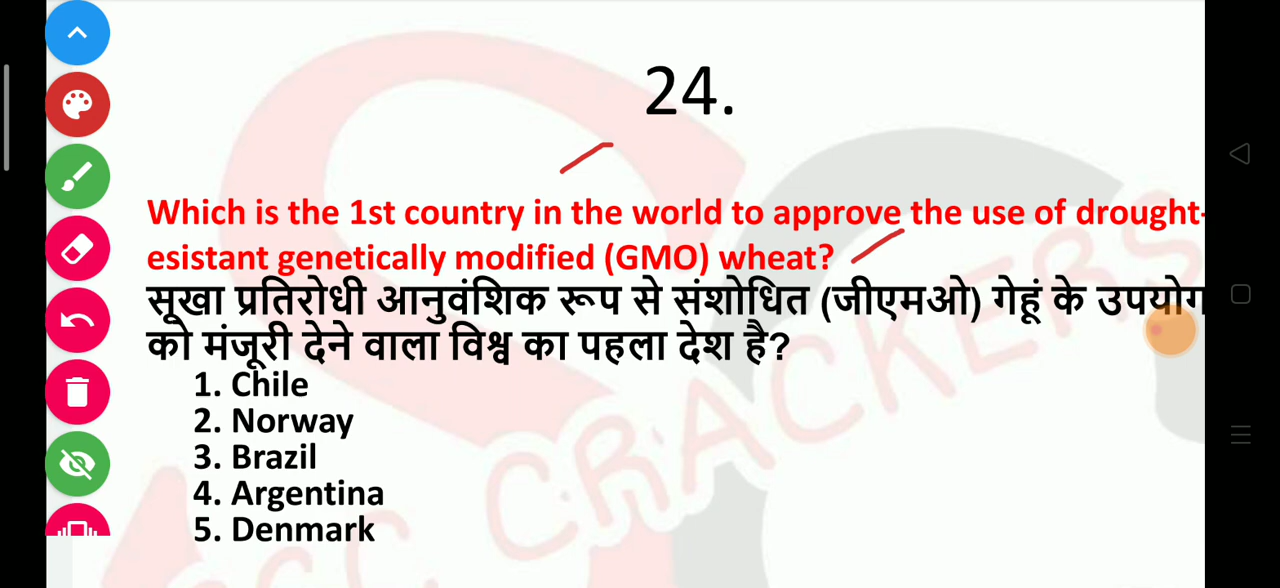 24.
Which is the 1st country in the world to approve the use of drought-
esistant genetically modified (GMO) wheat?
सूखा प्रतिरोधी आनुवंशिक रूप से संशोधित (जीएमओ) गेहूं के उपयोग
को मंजूरी देने वाला विश्व का पहला देश है?
1. Chile
2. Norway
3. Brazil
4. Argentina
5. Denmark
CRACKERS